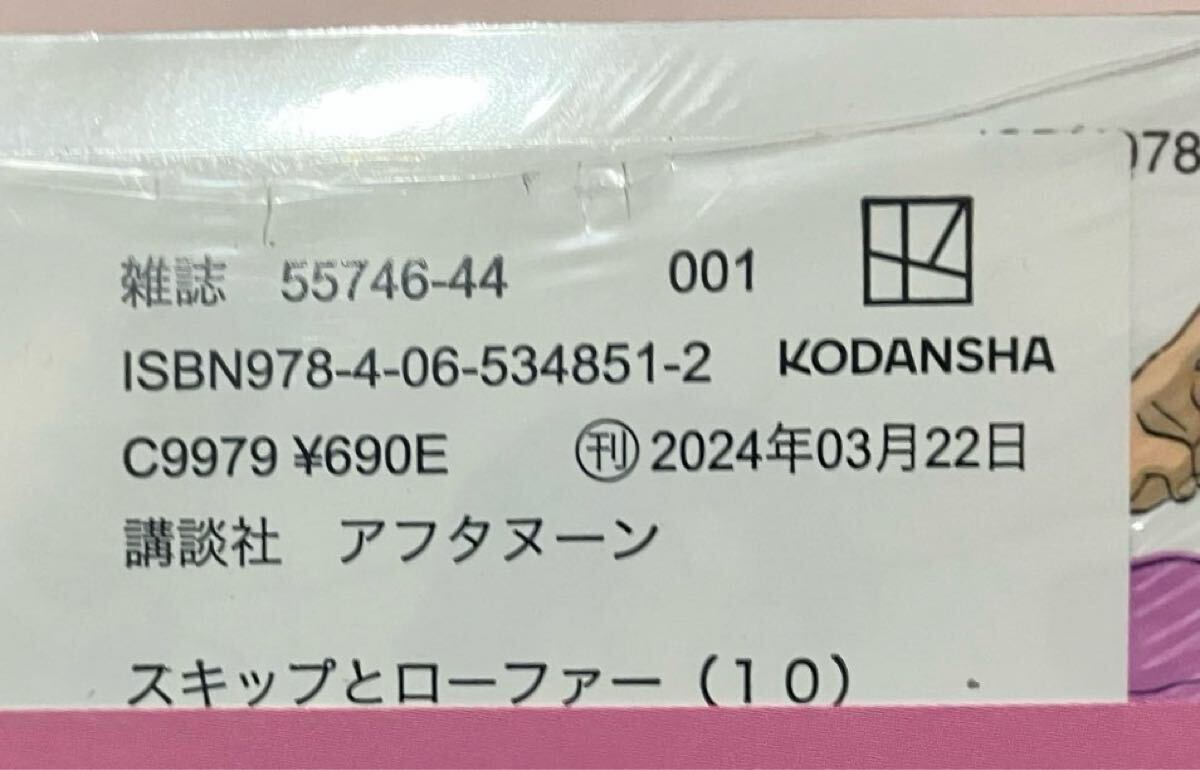 雑誌 55746-44 001
ISBN978-4-06-534851-2 KODANSHA
C9979 ¥690E ㊞2024年03月22日
講談社 アフタヌーン
スキップとローファー(10)
978